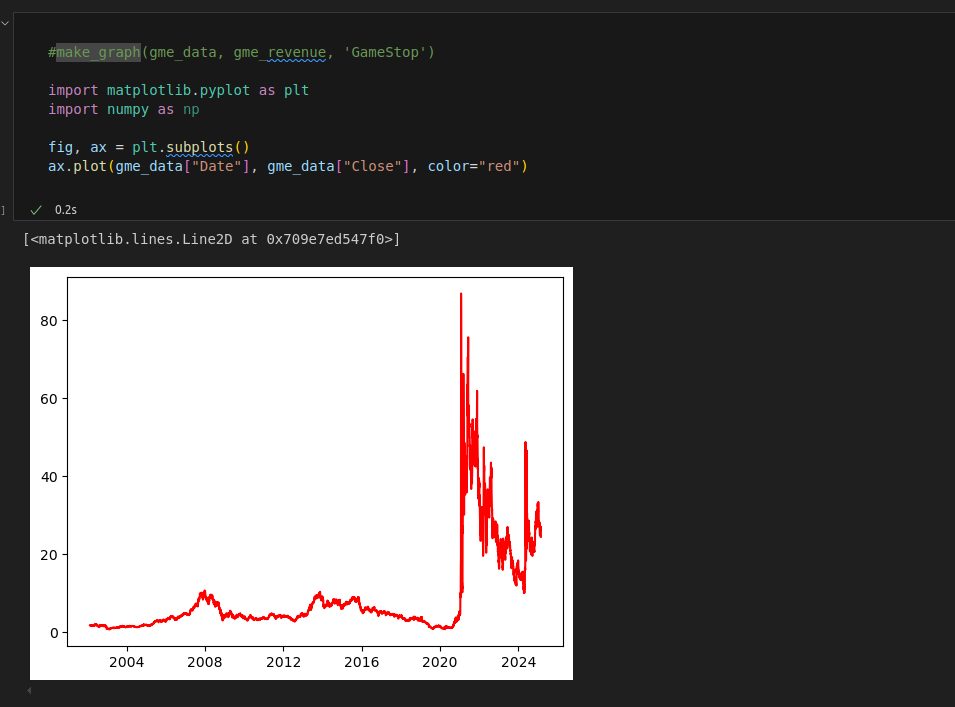 #make_graph(gme_data, gme_revenue, 'GameStop')
import matplotlib.pyplot as plt
import numpy as np
fig, ax = plt.subplots()
ax.plot(gme_data["Date"], gme_data["Close"], color="red")
] 0.2s
[<matplotlib.lines.Line2D at 0x709e7ed547f0>]
80
60
40
20
0
2004 2008 2012 2016 2020 2024